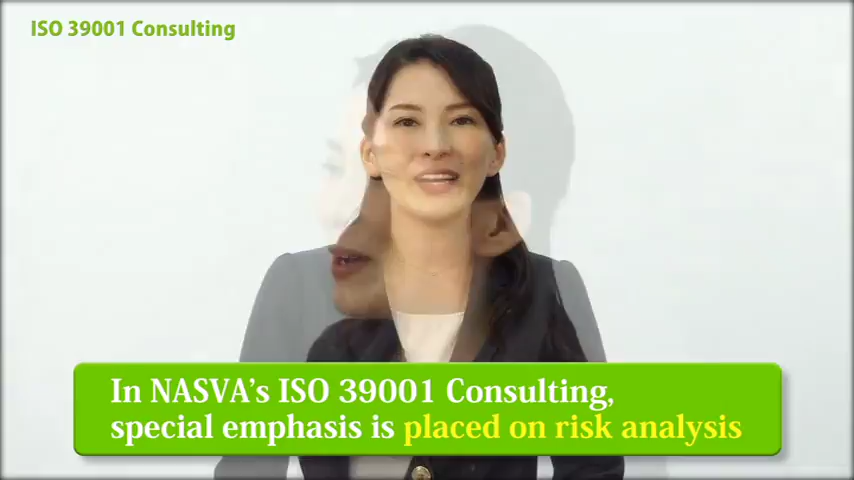 ISO 39001 Consulting
In NASVA's ISO 39001 Consulting,
special emphasis is placed on risk analysis